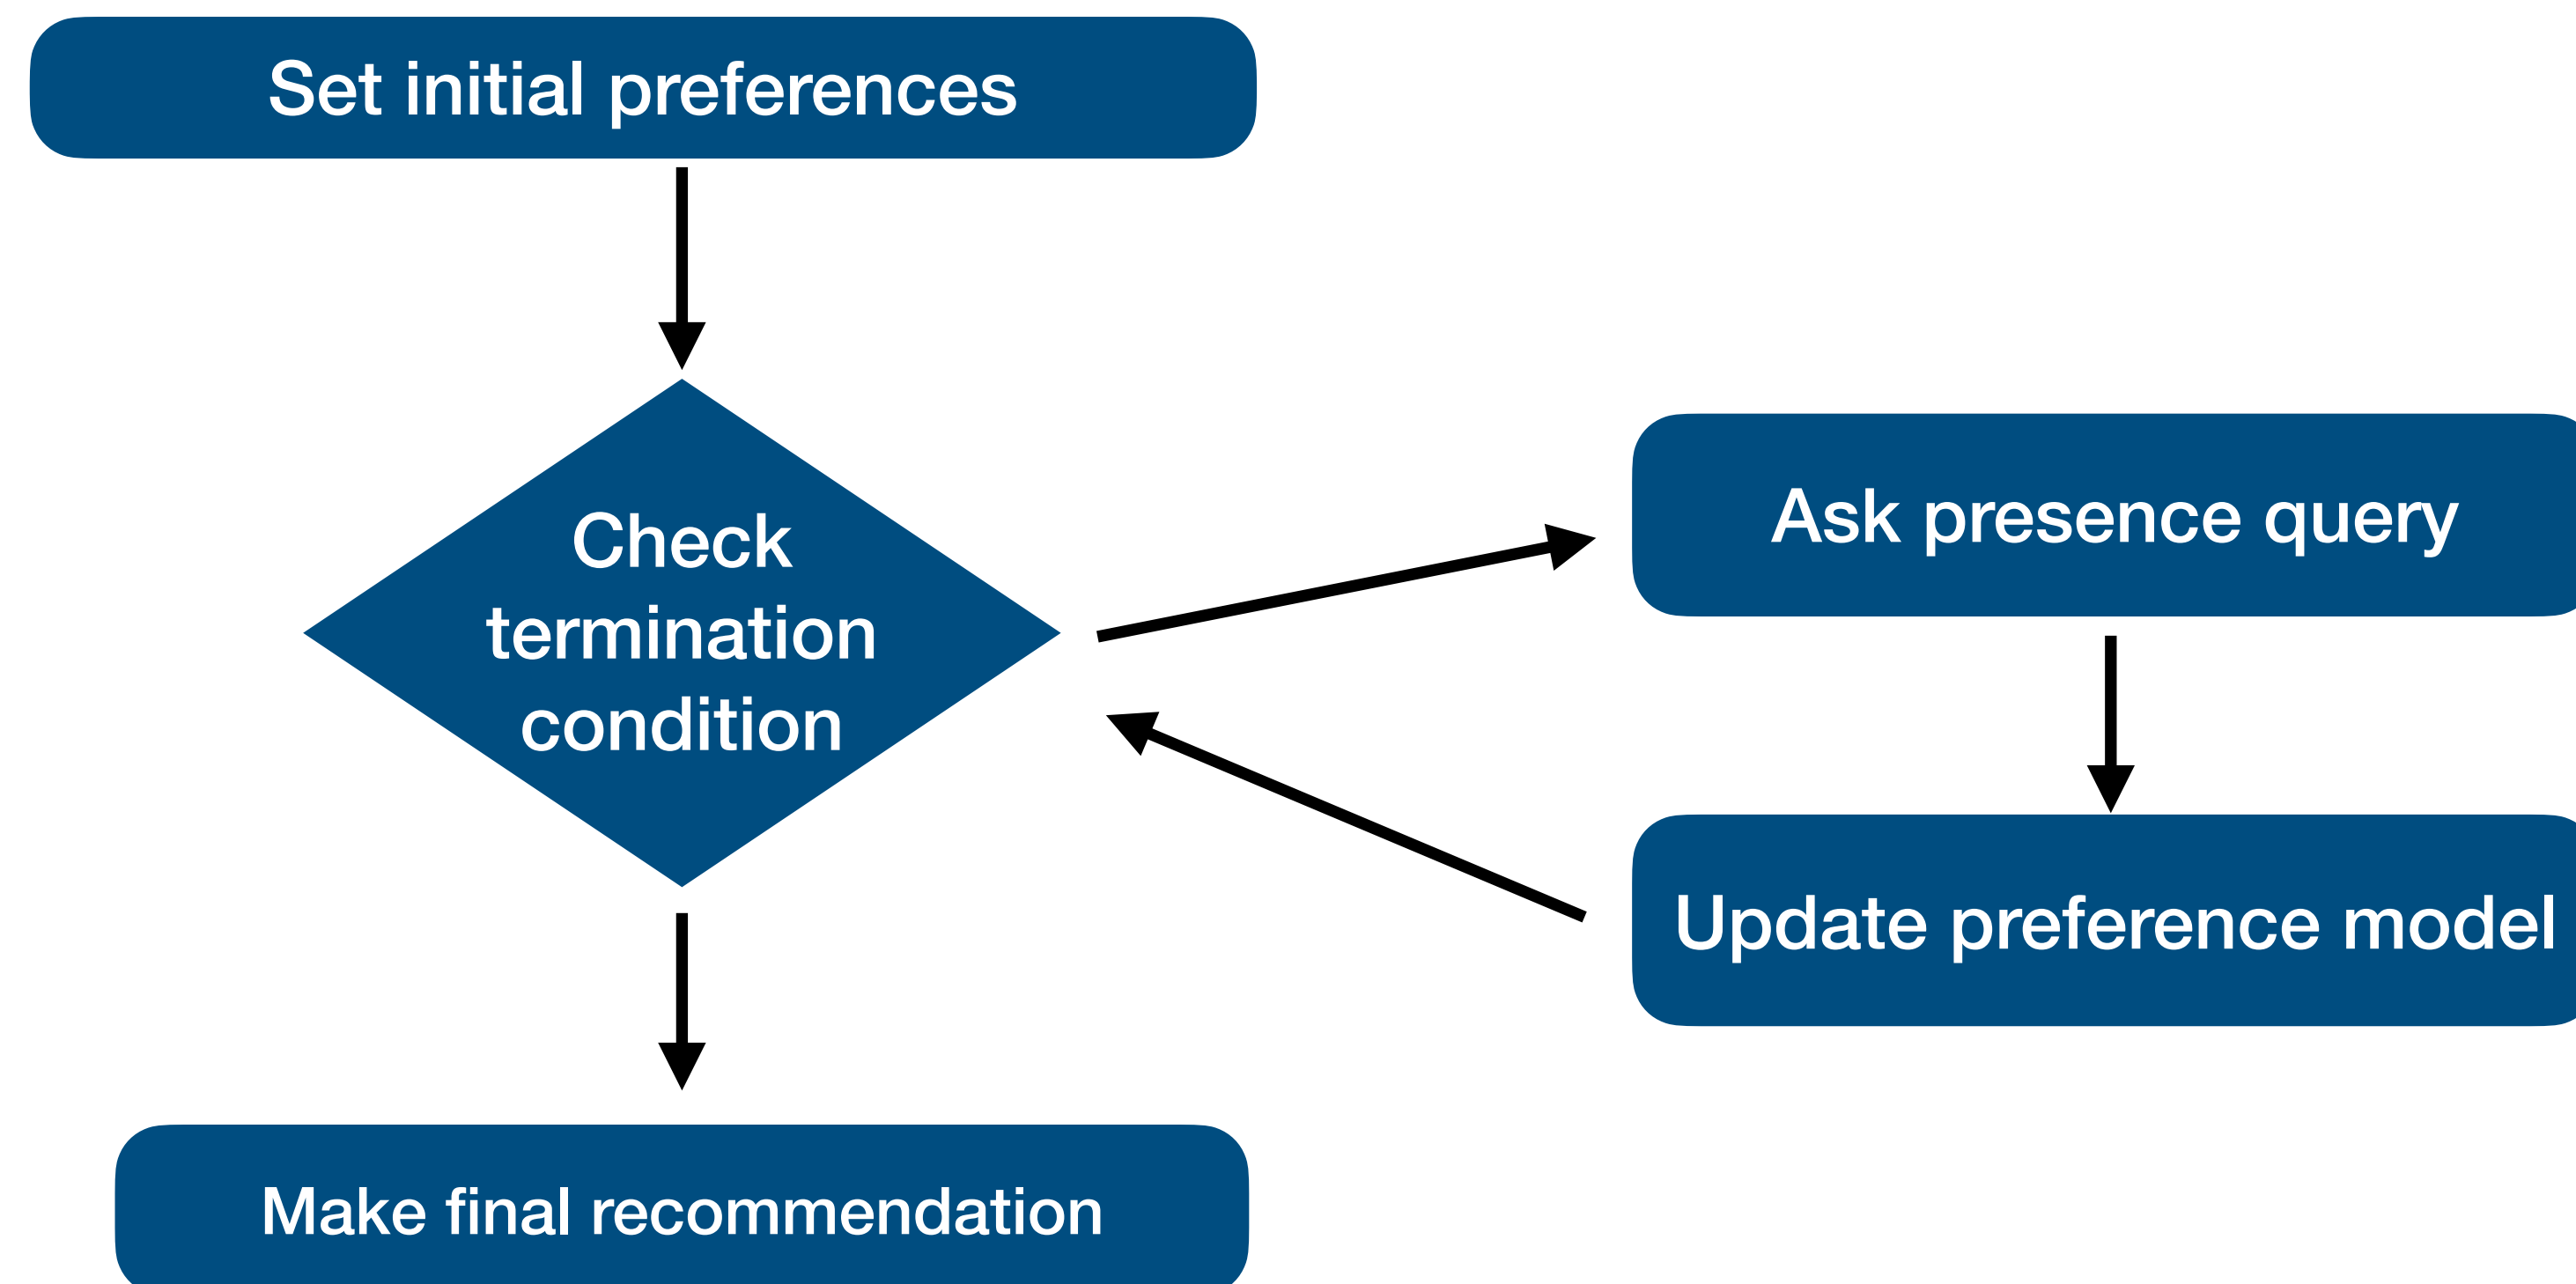 Set initial preferences
Check
termination
condition
Ask presence query
Update preference model
Make final recommendation